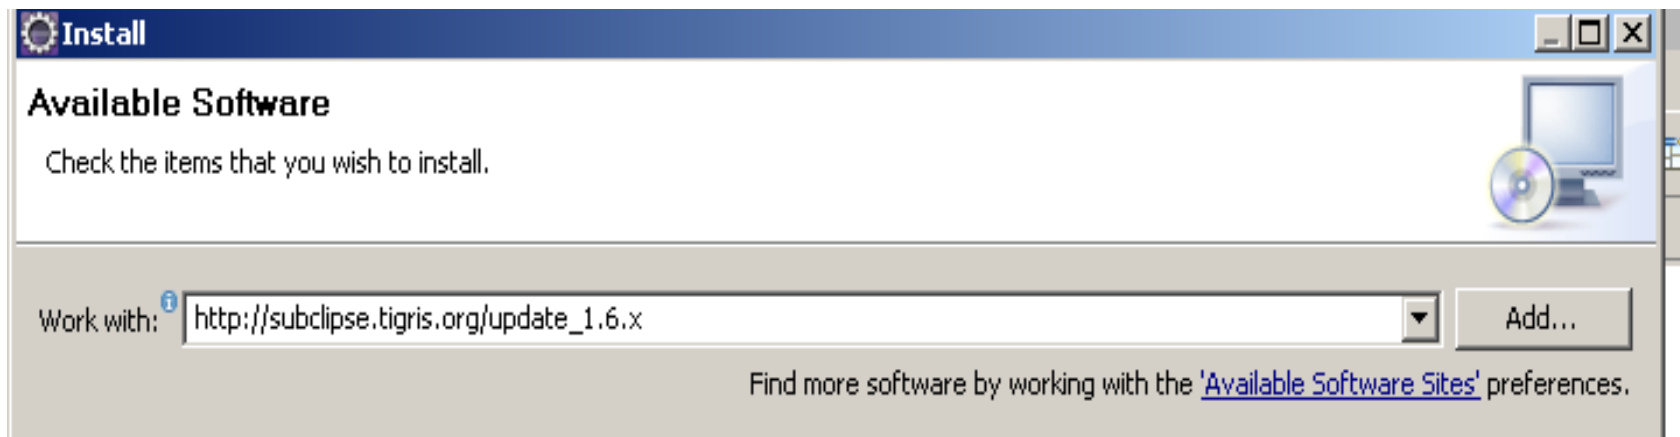 Install
Available Software
Check the items that you wish to install.
Work with: http://subclipse.tigris.org/update_1.6.x Add...
Find more software by working with the 'Available Software Sites' preferences.